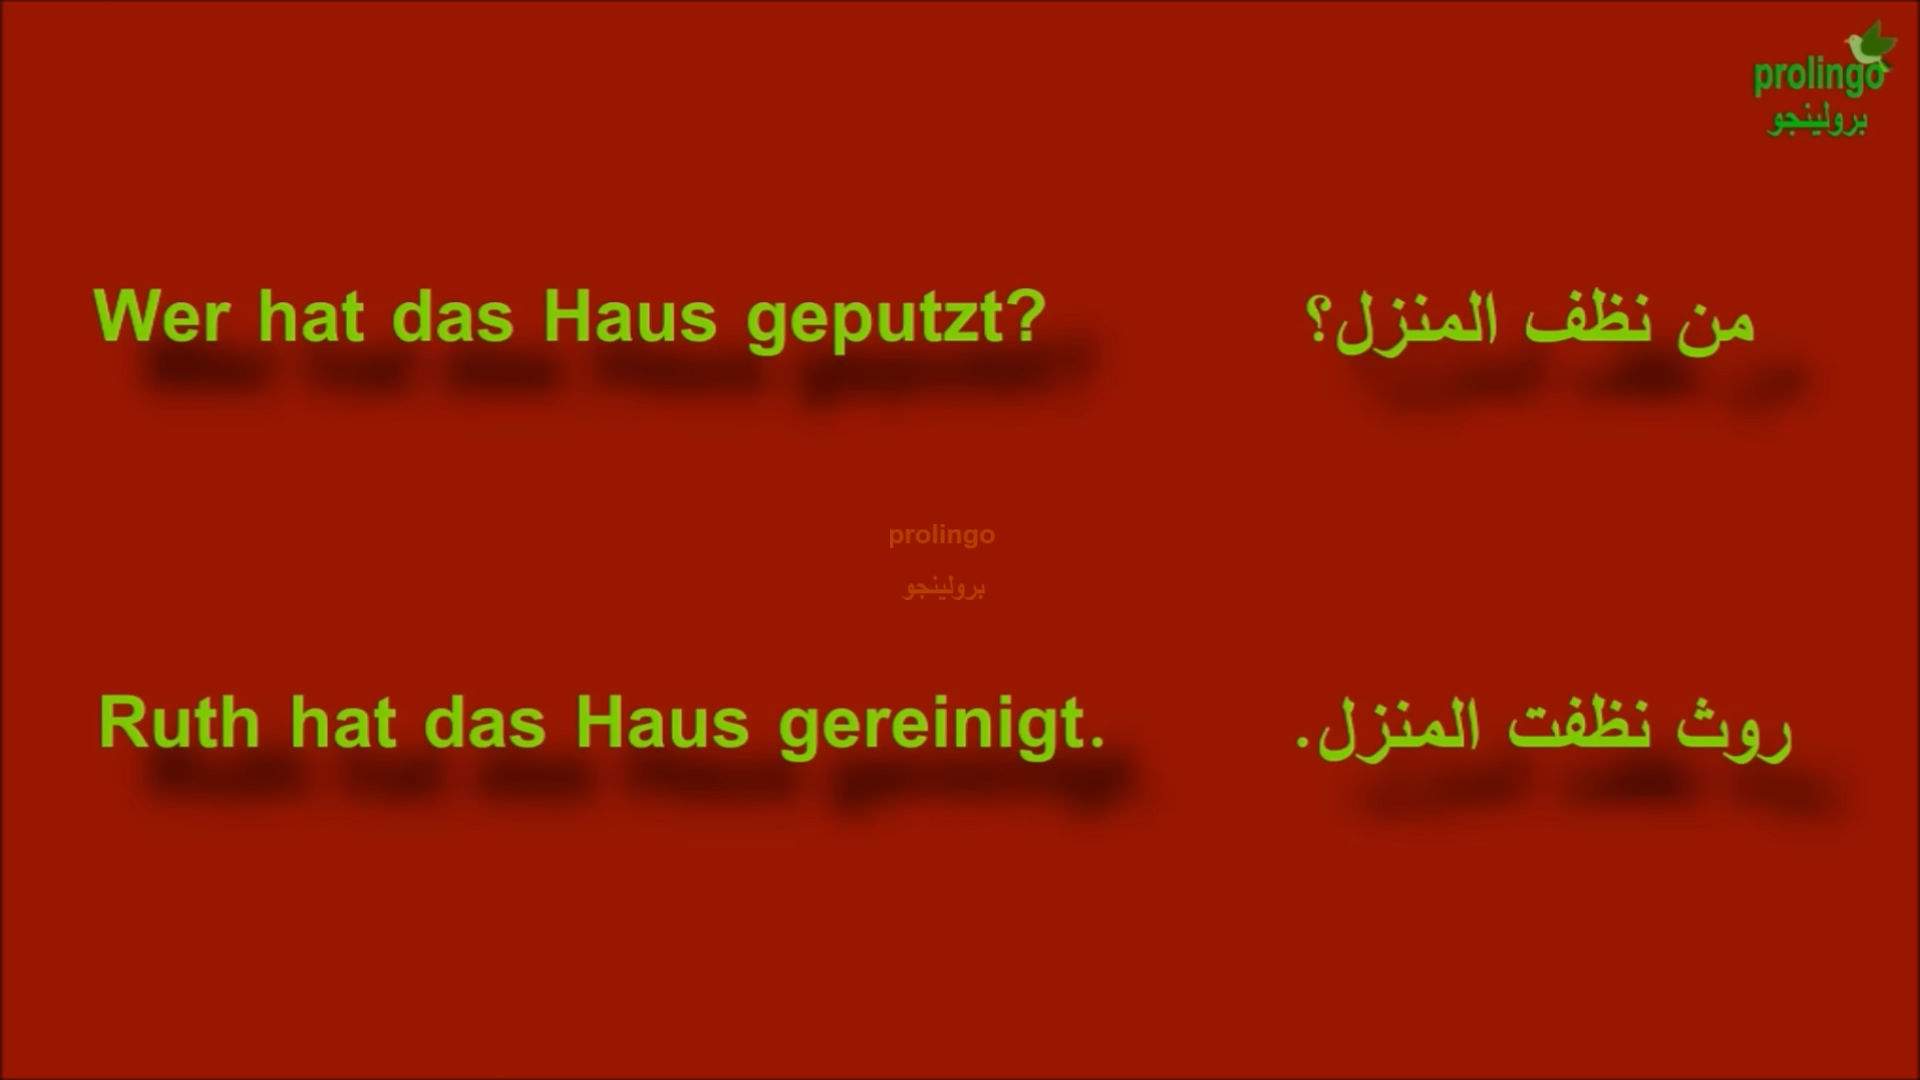 prolingo
برولينجو
Wer hat das Haus geputzt? من نظف المنزل؟
prolingo
برولينجو
Ruth hat das Haus gereinigt. روث نظفت المنزل.